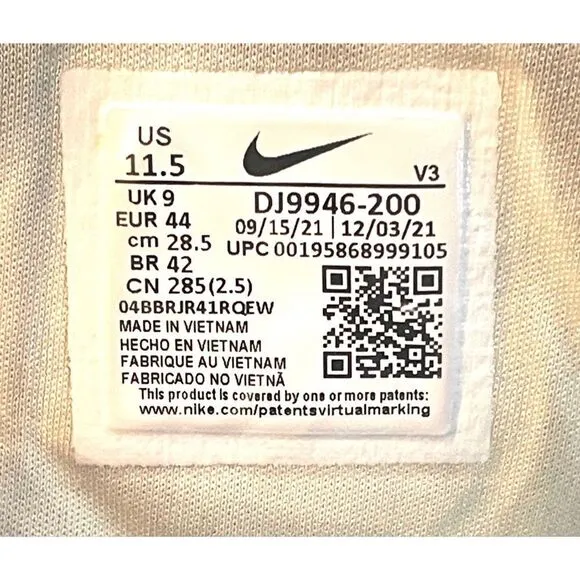 US
11.5
V3
UK 9
EUR 44
cm 28.5
BR 42
CN 285(2.5)
DJ9946-200
09/15/21 | 12/03/21
UPC 00195868999105
04BBRJR41RQEW
MADE IN VIETNAM
HECHO EN VIETNAM
FABRIQUE AU VIETNAM
FABRICADO NO VIETNÃ
This product is covered by one or more patents:
www.nike.com/patentsvirtualmarking